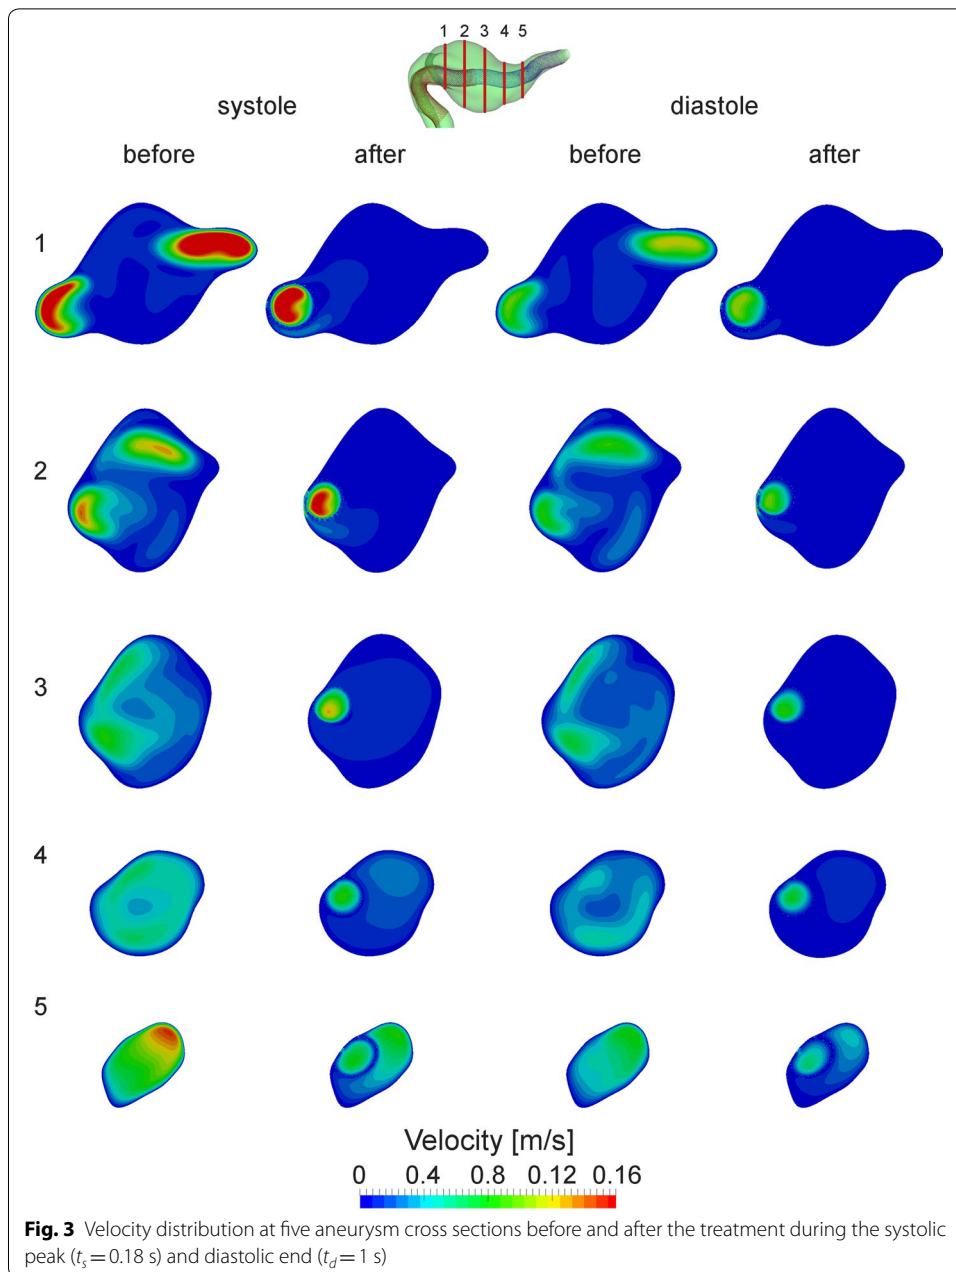 1 2 3 4 5
systole diastole
before after before after
1
2
3
4
5
Velocity [m/s]
0 0.4 0.8 0.12 0.16
Fig. 3 Velocity distribution at five aneurysm cross sections before and after the treatment during the systolic
peak (ts = 0.18 s) and diastolic end (td = 1 s)